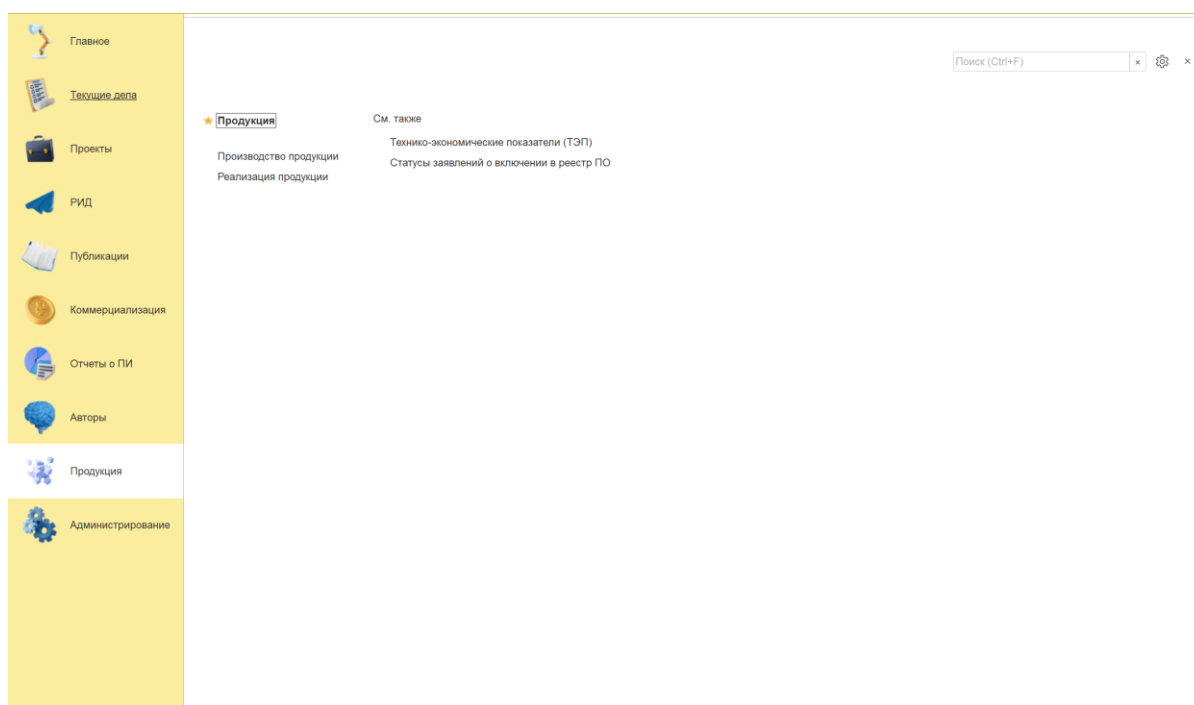 Главное
Текущие дела
Проекты
РИД
Публикации
Коммерциализация
Отчеты о ПИ
Авторы
Продукция
Администрирование
Поиск (Ctrl+F)
Продукция
Производство продукции
Реализация продукции
См. также
Технико-экономические показатели (ТЭП)
Статусы заявлений о включении в реестр ПО